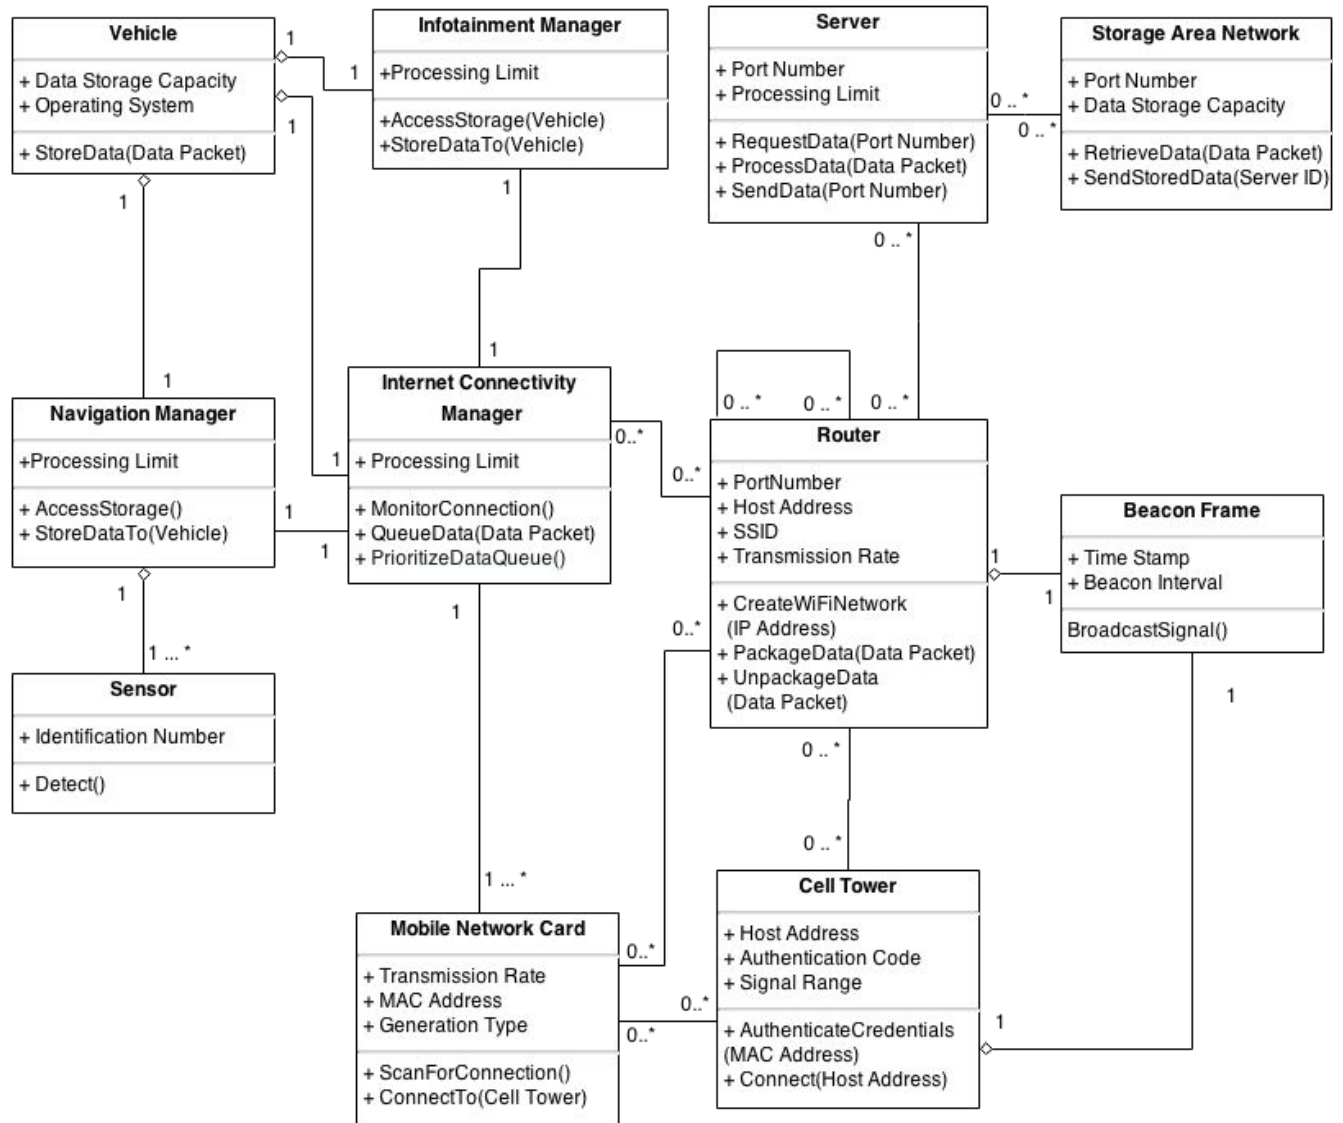 Vehicle
+ Data Storage Capacity
+ Operating System
+ StoreData(Data Packet)
1
1
1
1
Infotainment Manager
+Processing Limit
+AccessStorage(Vehicle)
+StoreDataTo(Vehicle)
1
1
Server
+ Port Number
+ Processing Limit
+ RequestData(Port Number)
+ ProcessData(Data Packet)
+ SendData(Port Number)
0 .. *
0 .. *
Storage Area Network
+ Port Number
+ Data Storage Capacity
+ RetrieveData(Data Packet)
+ SendStoredData(Server ID)
0 .. *
0 .. *
0 .. *
0 .. *
1
Navigation Manager
+Processing Limit
+ AccessStorage()
+ StoreDataTo(Vehicle)
1
1
1
1
1 ... *
Internet Connectivity
Manager
+ Processing Limit
+ MonitorConnection()
+ QueueData(Data Packet)
+ PrioritizeDataQueue()
0..*
0..*
1
1 ... *
Router
+ PortNumber
+ Host Address
+ SSID
+ Transmission Rate
+ CreateWiFiNetwork
(IP Address)
+ PackageData(Data Packet)
+ UnpackageData
(Data Packet)
0..*
1
1
Beacon Frame
+ Time Stamp
+ Beacon Interval
BroadcastSignal()
1
Sensor
+ Identification Number
+ Detect()
0 .. *
0 .. *
Mobile Network Card
+ Transmission Rate
+ MAC Address
+ Generation Type
+ ScanForConnection()
+ ConnectTo(Cell Tower)
0..*
0..*
0..*
Cell Tower
+ Host Address
+ Authentication Code
+ Signal Range
+ AuthenticateCredentials
(MAC Address)
+ Connect(Host Address)
1